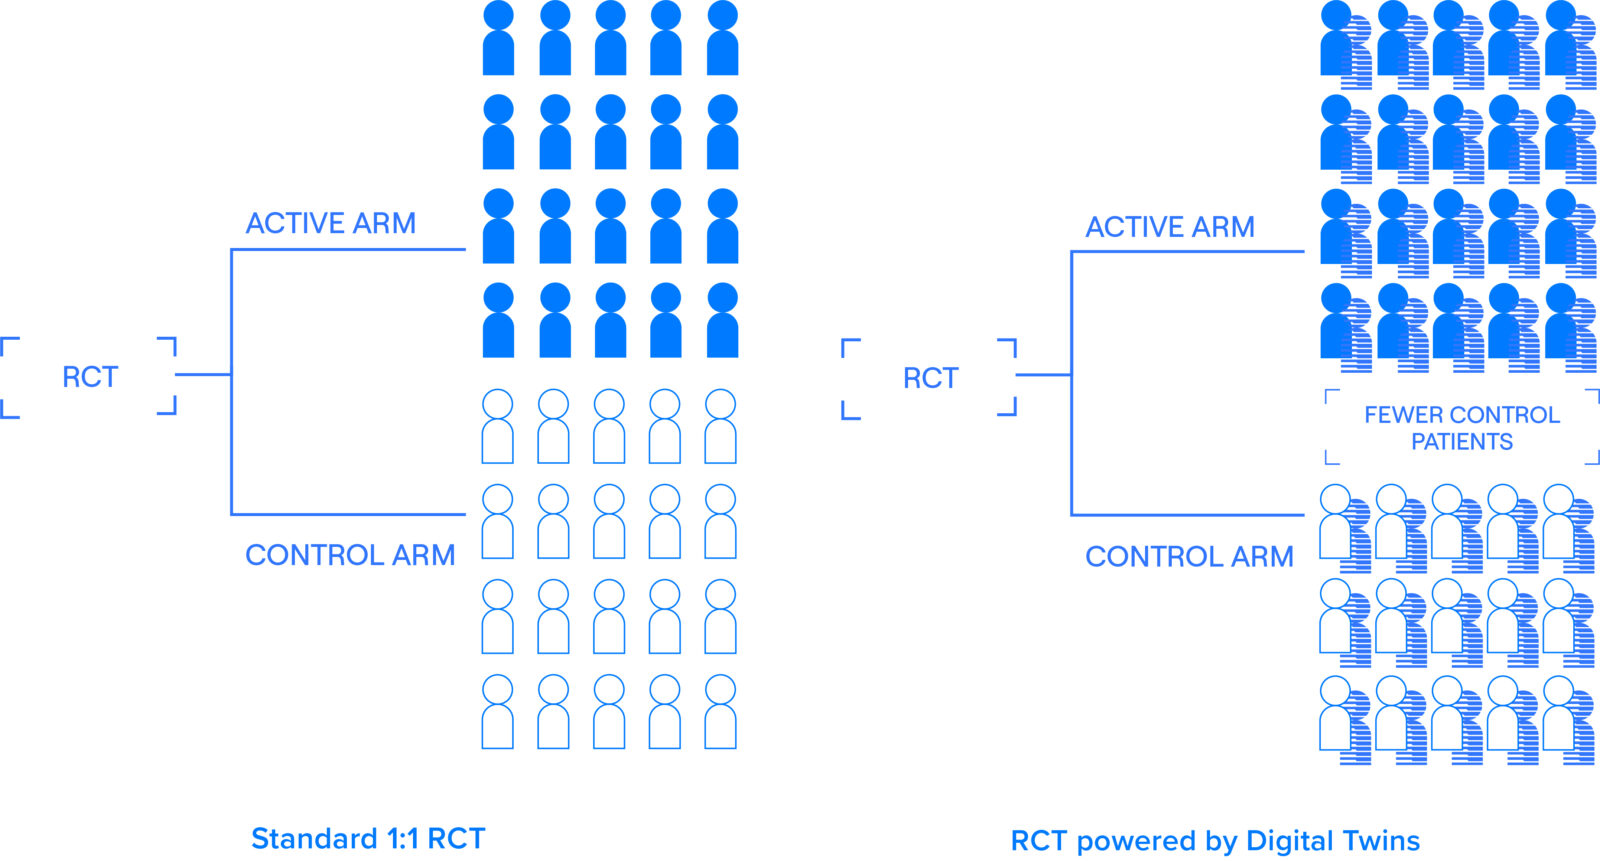 ACTIVE ARM
RCT
CONTROL ARM
Standard 1:1 RCT
ACTIVE ARM
RCT
FEWER CONTROL
PATIENTS
CONTROL ARM
RCT powered by Digital Twins